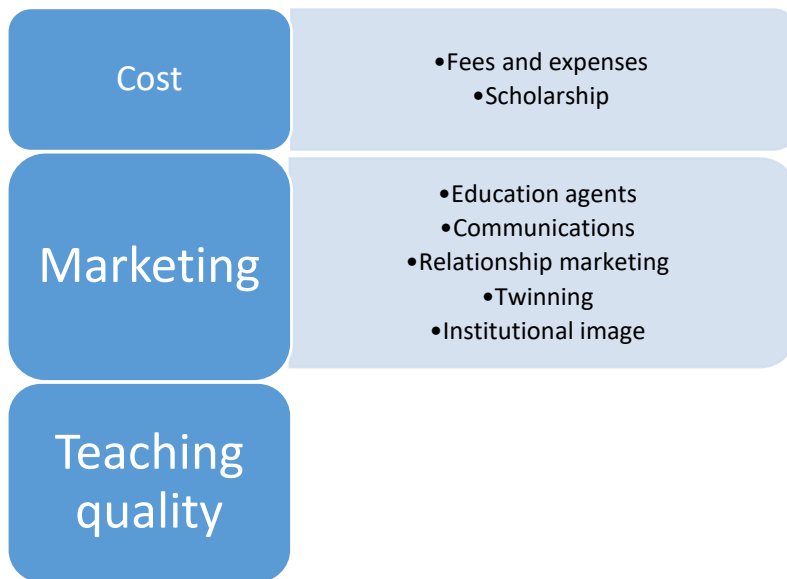 Cost
•Fees and expenses
•Scholarship
Marketing
•Education agents
•Communications
•Relationship marketing
•Twinning
•Institutional image
Teaching
quality